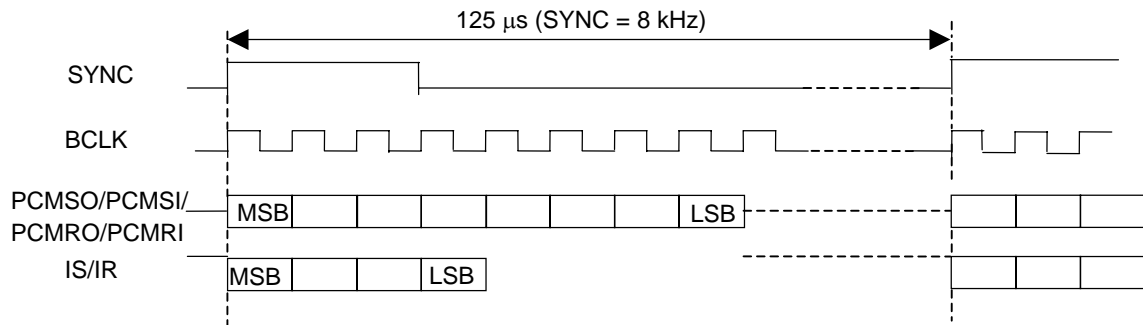 125 μs (SYNC = 8 kHz)
SYNC
BCLK
PCMSO/PCMSI/
PCMRO/PCMRI
MSB LSB
IS/IR
MSB LSB